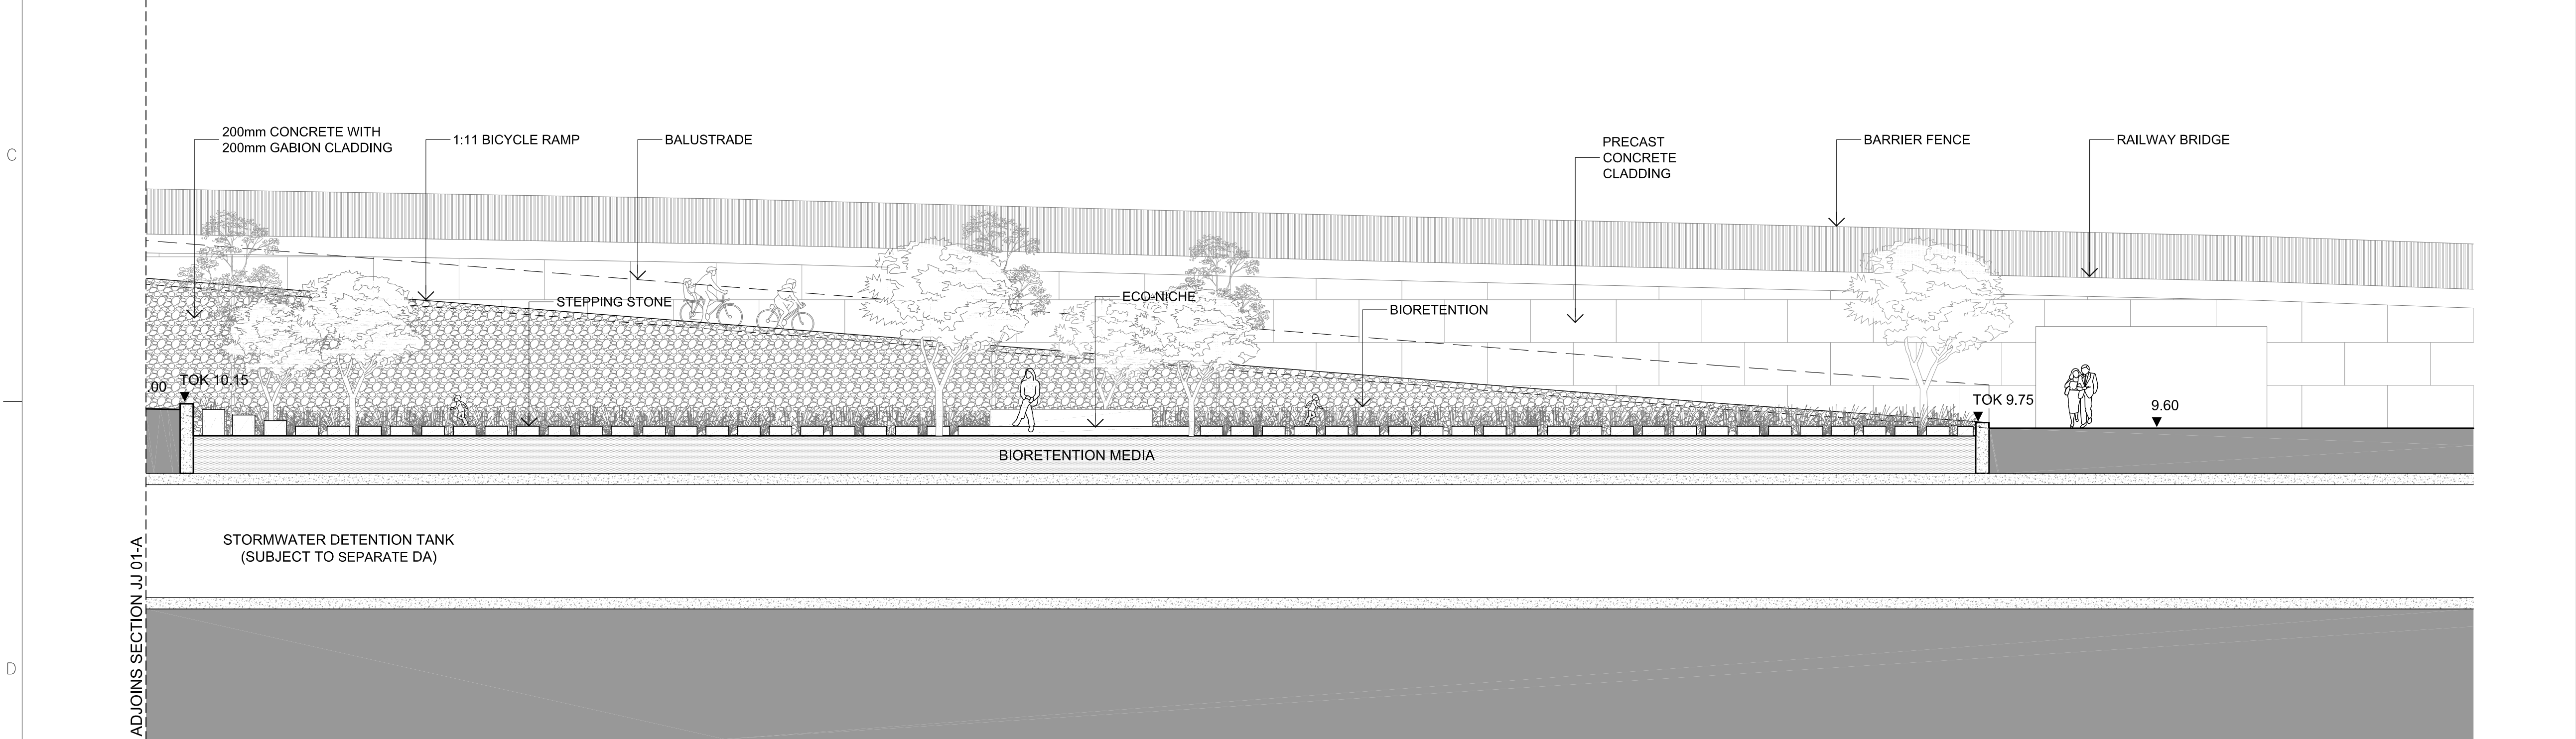 C
200mm CONCRETE WITH
200mm GABION CLADDING
1:11 BICYCLE RAMP
BALUSTRADE
PRECAST
CONCRETE
CLADDING
BARRIER FENCE
RAILWAY BRIDGE
STEPPING STONE
ECO-NICHE
BIORETENTION
.00
TOK 10.15
TOK 9.75
9.60
BIORETENTION MEDIA
STORMWATER DETENTION TANK
(SUBJECT TO SEPARATE DA)
ADJOINS SECTION JJ 01-A
D